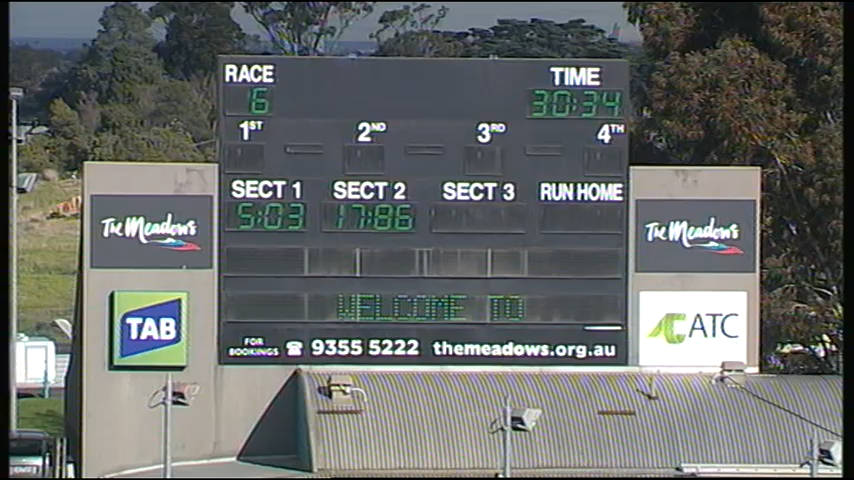 RACE TIME
16 30:34
1ST 2ND 3RD 4TH
SECT 1 SECT 2 SECT 3 RUN HOME
5:03 17:86
The Meadows
The Meadows
WELCOME TO
TAB
ATC
FOR BOOKINGS ☎ 9355 5222 themeadows.org.au